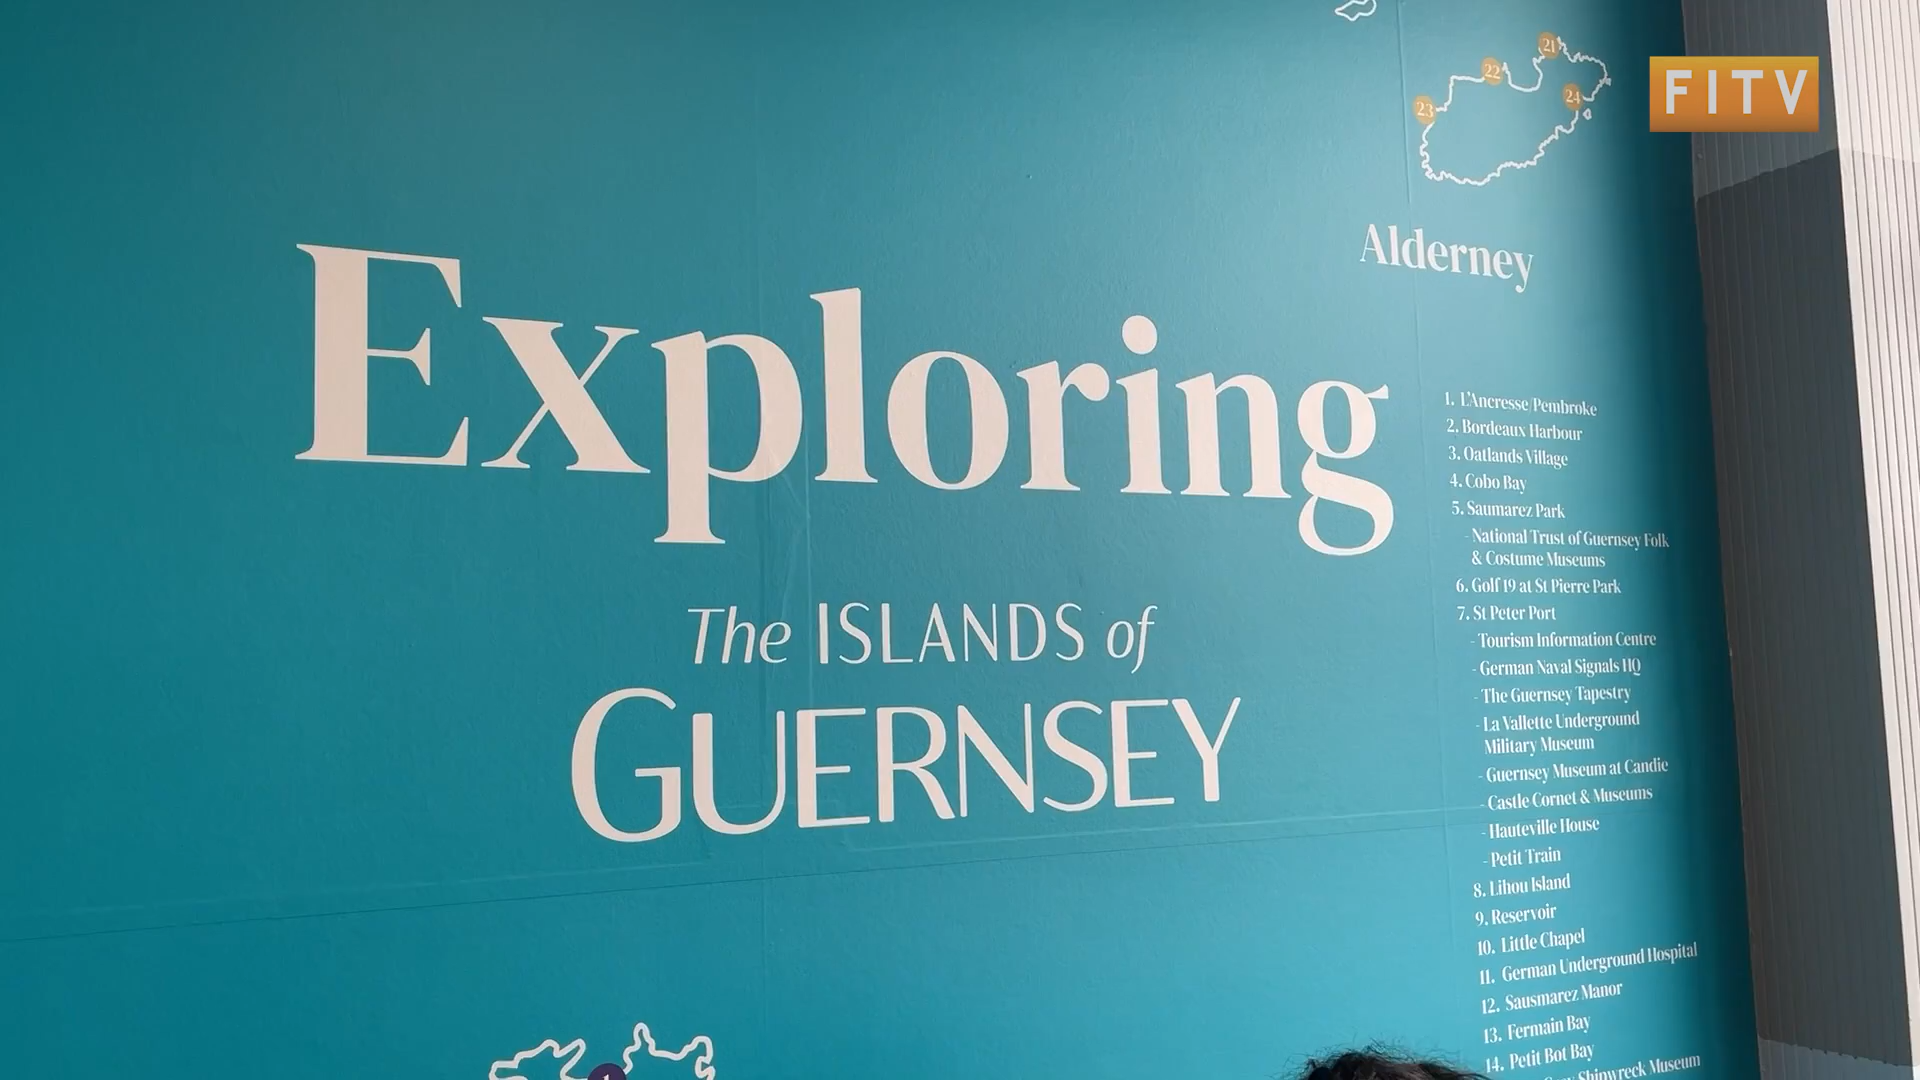 FITV
21
22
24
23
Alderney
Exploring
The ISLANDS of
GUERNSEY
1. L'Ancresse/Pembroke
2. Bordeaux Harbour
3. Oatlands Village
4. Cobo Bay
5. Saumarez Park
- National Trust of Guernsey Folk
& Costume Museums
6. Golf 19 at St Pierre Park
7. St Peter Port
- Tourism Information Centre
- German Naval Signals HQ
- The Guernsey Tapestry
- La Vallette Underground
Military Museum
- Guernsey Museum at Candie
- Castle Cornet & Museums
- Hauteville House
- Petit Train
8. Lihou Island
9. Reservoir
10. Little Chapel
11. German Underground Hospital
12. Sausmarez Manor
13. Fermain Bay
14. Petit Bot Bay
Shipwreck Museum
1